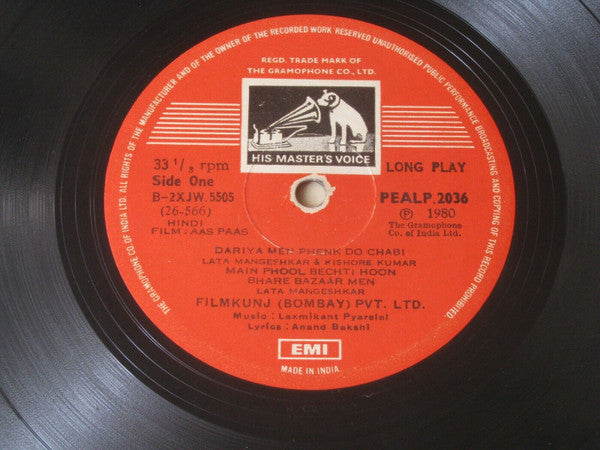 ALL RIGHTS OF THE MANUFACTURER AND OF THE OWNER OF THE RECORDED WORK RESERVED UNAUTHORISED PUBLIC PERFORMANCE BROADCASTING AND COPYING OF THIS RECORD PROHIBITED.
THE GRAMOPHONE CO. OF INDIA LTD.
REGD. TRADE MARK OF
THE GRAMOPHONE CO., LTD.
HIS MASTER'S VOICE
33 1/3 rpm
LONG PLAY
Side One
B-2XJW.5505
(26-566)
HINDI
FILM: AAS PAAS
PEALP.2036
℗ 1980
The Gramophone
Co. of India Ltd.
DARIYA MEN PHENK DO CHABI
LATA MANGESHKAR & KISHORE KUMAR
MAIN PHOOL BECHTI HOON
BHARE BAZAAR MEN
LATA MANGESHKAR
FILMKUNJ (BOMBAY) PVT. LTD.
Music : Laxmikant Pyarelal
Lyrics : Anand Bakshi
EMI
MADE IN INDIA.